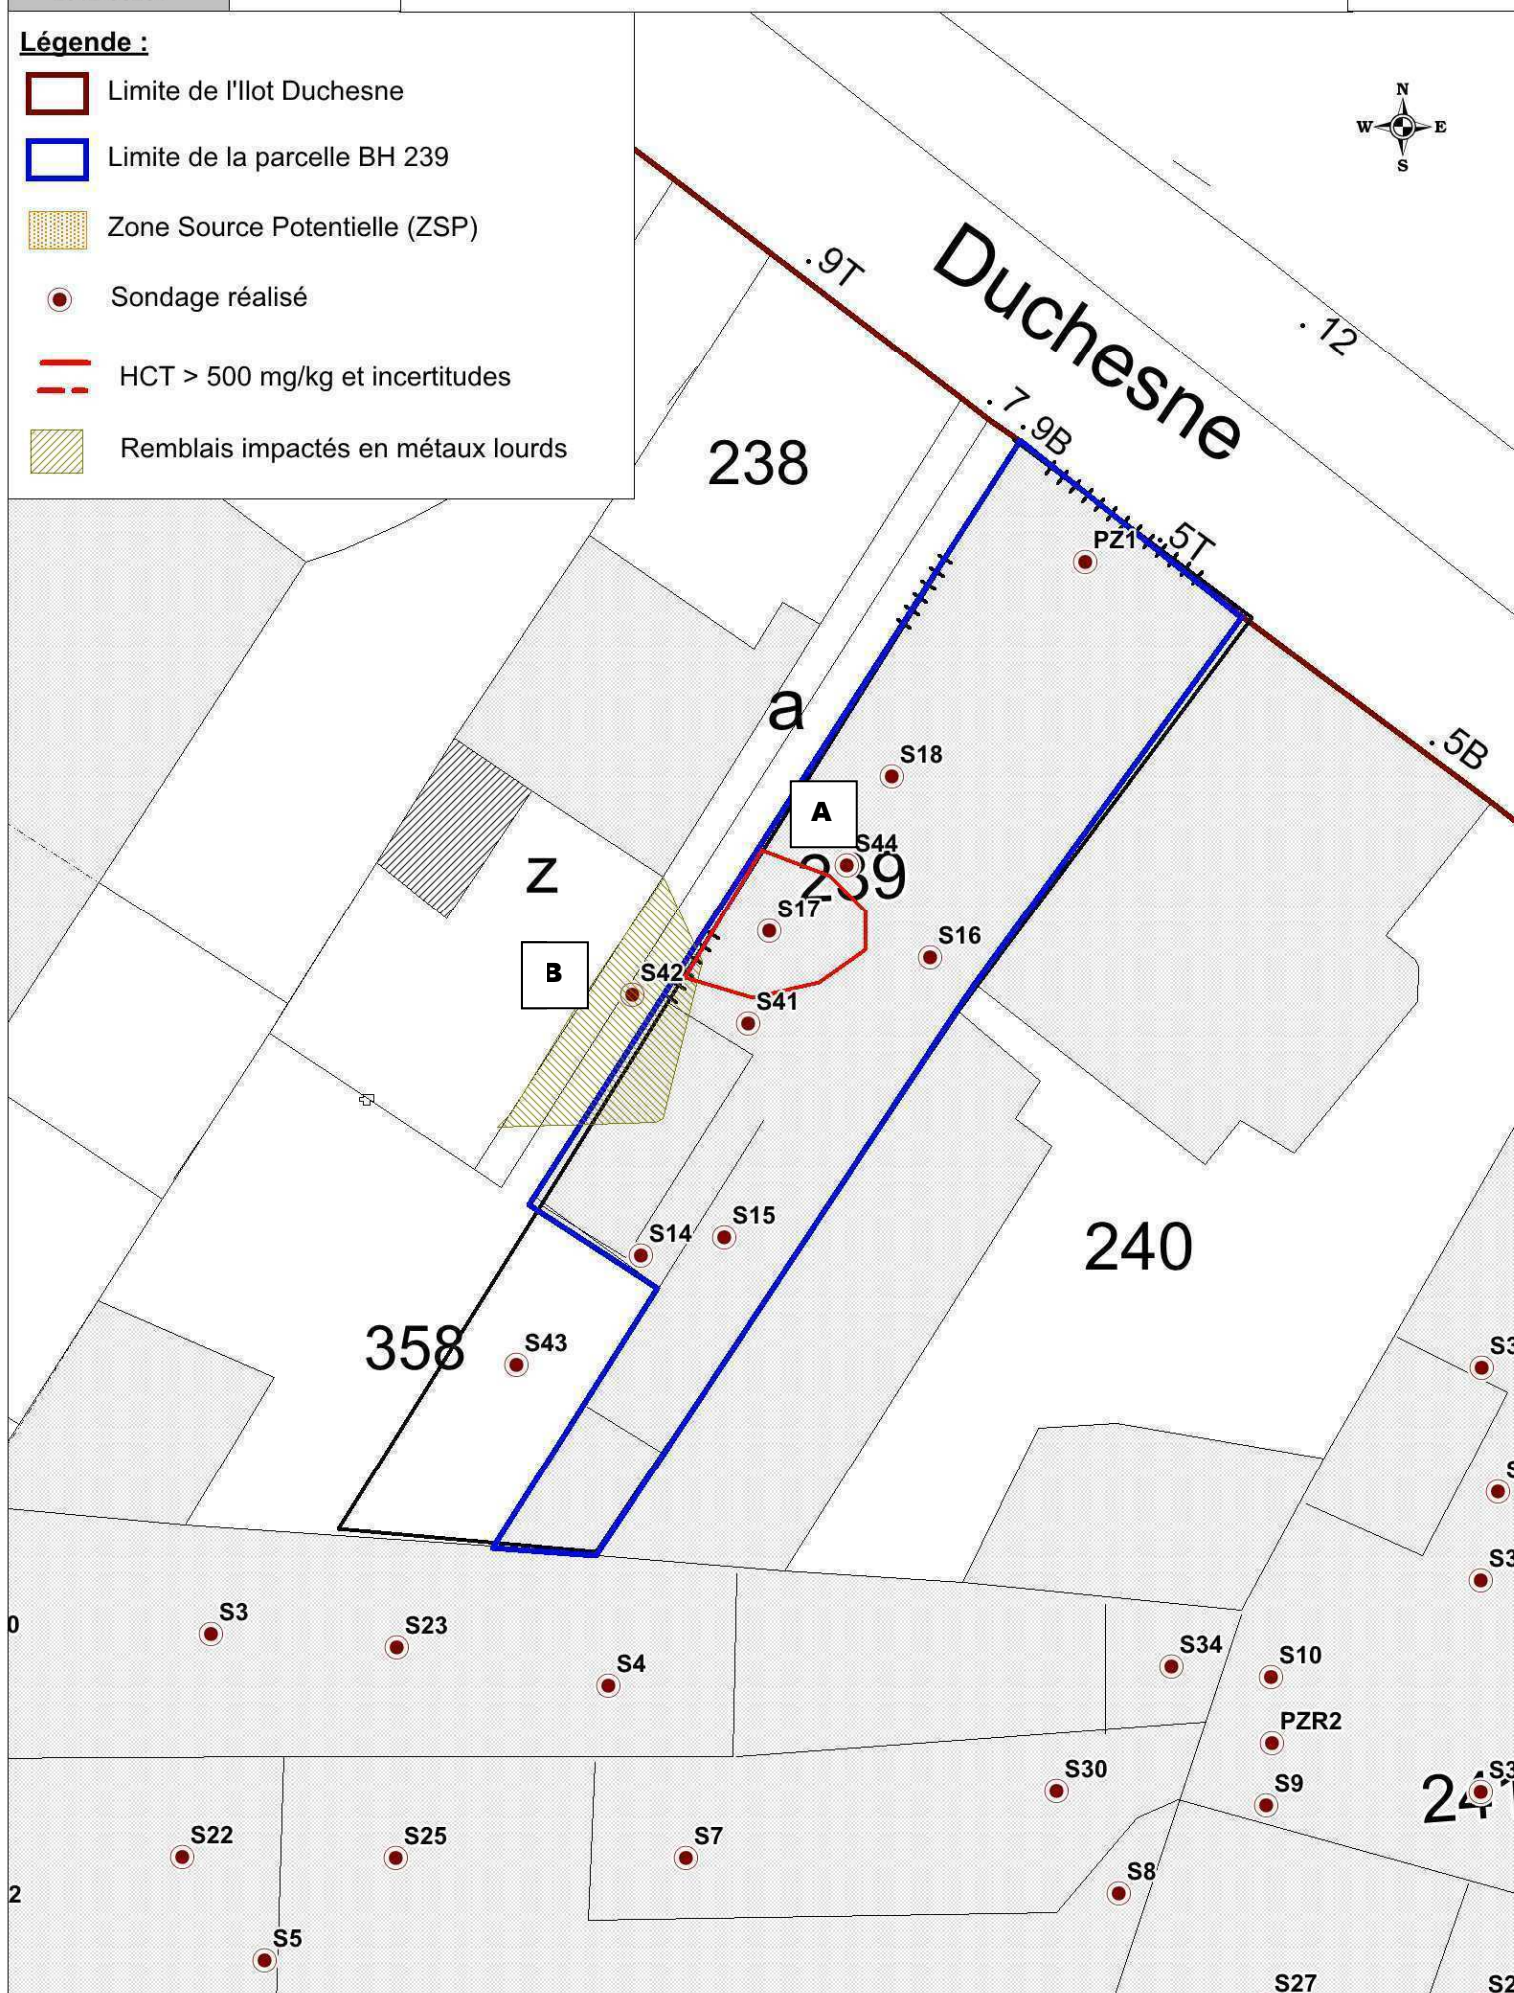 Légende :
Limite de l'Ilot Duchesne
Limite de la parcelle BH 239
Zone Source Potentielle (ZSP)
Sondage réalisé
HCT > 500 mg/kg et incertitudes
Remblais impactés en métaux lourds
N
W E
S
.9T
Duchesne
.12
.7
.9B
238
PZ1
.5T
a
S18
.5B
A
S44
239
z
S17
S16
B
S42
S41
S14
S15
240
358
S43
S3
S23
S4
S34
S10
PZR2
S30
S9
241
S22
S25
S7
S8
S5
S27